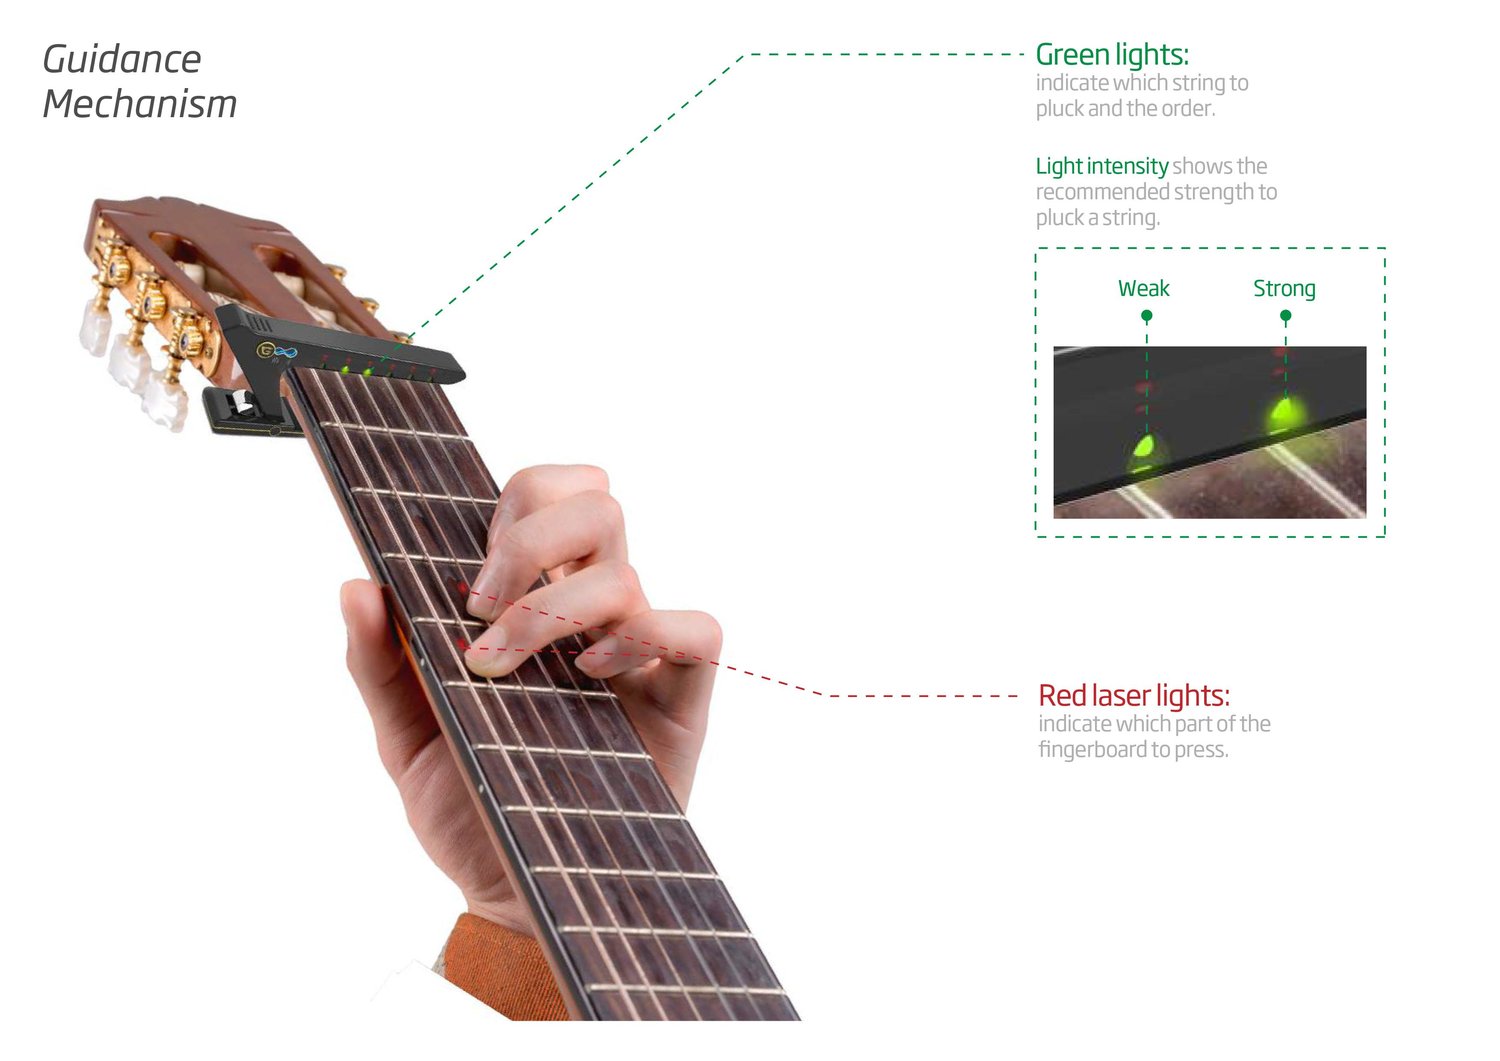 Guidance
Mechanism
Green lights:
indicate which string to
pluck and the order.
Light intensity shows the
recommended strength to
pluck a string.
Weak
Strong
Red laser lights:
indicate which part of the
fingerboard to press.